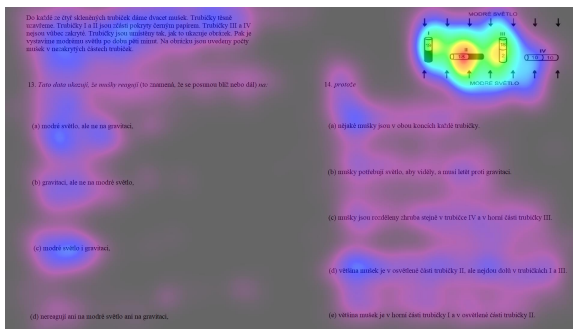 Do každé ze čtyř skleněných trubiček dáme dvacet mušek. Trubičky těsně
uzavřeme. Trubičky I a II jsou zčásti pokryty černým papírem. Trubičky III a IV
nejsou vůbec zakryté. Trubičky jsou umístěny tak, jak to ukazuje obrázek. Pak je
vystavíme modrému světlu po dobu pěti minut. Na obrázku jsou uvedeny počty
mušek v nezakrytých částech trubiček.
MODRÉ SVĚTLO
I
III
II
IV
MODRÉ SVĚTLO
13. Tato data ukazují, že mušky reagují (to znamená, že se posunou blíž nebo dál) na:
(a) modré světlo, ale ne na gravitaci,
(b) gravitaci, ale ne na modré světlo,
(c) modré světlo i gravitaci,
(d) nereagují ani na modré světlo ani na gravitaci,
14. protože
(a) nějaké mušky jsou v obou koncích každé trubičky.
(b) mušky potřebují světlo, aby viděly, a musí letět proti gravitaci.
(c) mušky jsou rozděleny zhruba stejně v trubičce IV a v horní části trubičky III.
(d) většina mušek je v osvětlené části trubičky II, ale nejdou dolů v trubičkách I a III.
(e) většina mušek je v horní části trubičky I a v osvětlené části trubičky II.